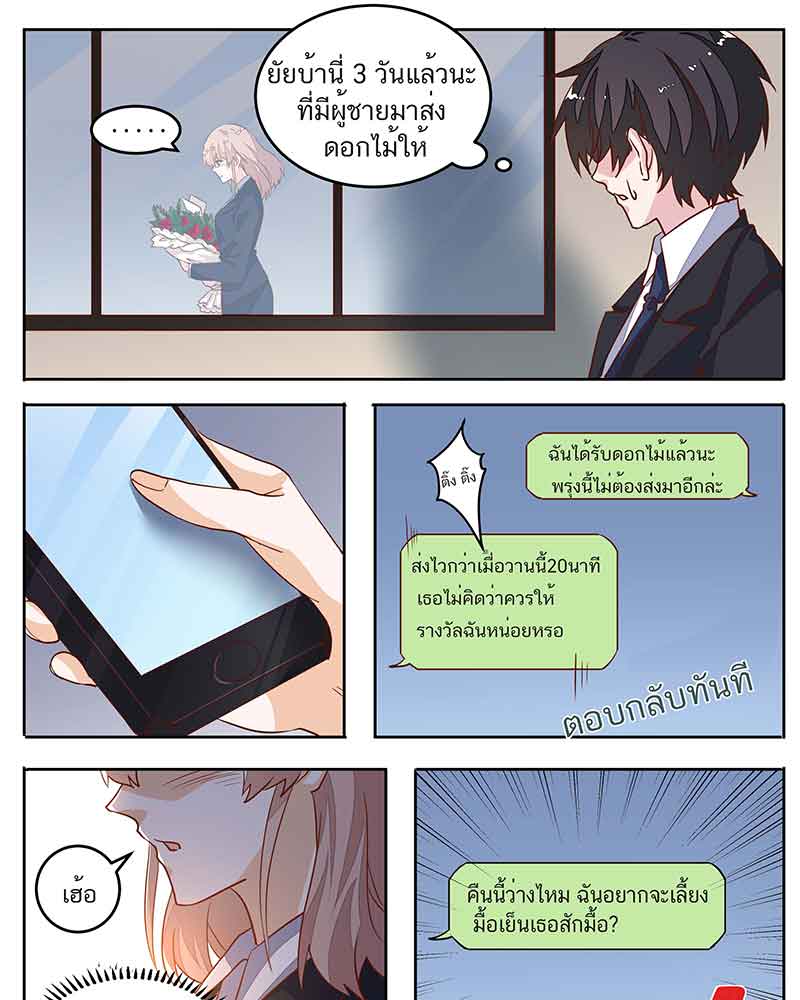 ยัยบ้านี่ 3 วันแล้วนะ
ที่มีผู้ชายมาส่ง
ดอกไม้ให้
.....
ฉันได้รับดอกไม้แล้วนะ
พรุ่งนี้ไม่ต้องส่งมาอีกล่ะ
ดิ๊ง ดิ๊ง
ส่งไวกว่าเมื่อวานนี้20นาที
เธอไม่คิดว่าควรให้
รางวัลฉันหน่อยหรอ
ตอบกลับทันที
เฮ้อ
คืนนี้ว่างไหม ฉันอยากจะเลี้ยง
มื้อเย็นเธอสักมื้อ?